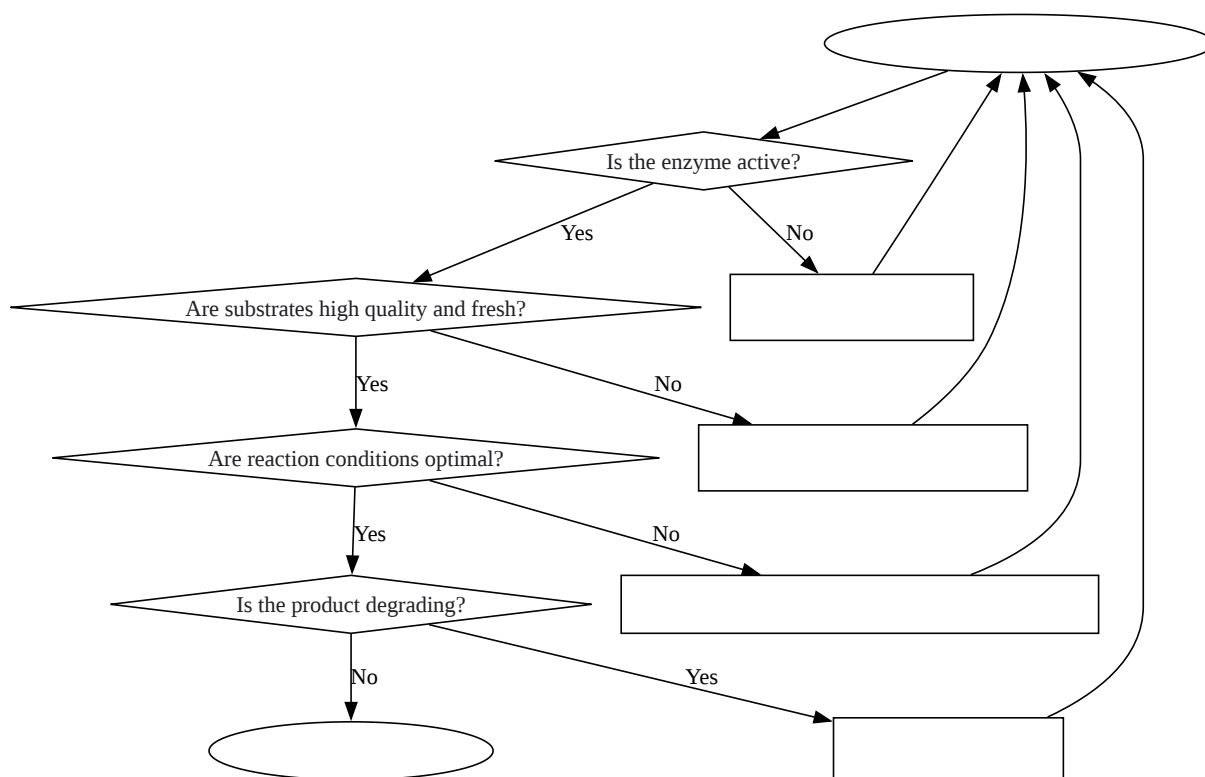 Is the enzyme active?
Yes
No
Are substrates high quality and fresh?
Yes
No
Are reaction conditions optimal?
Yes
No
Is the product degrading?
No
Yes